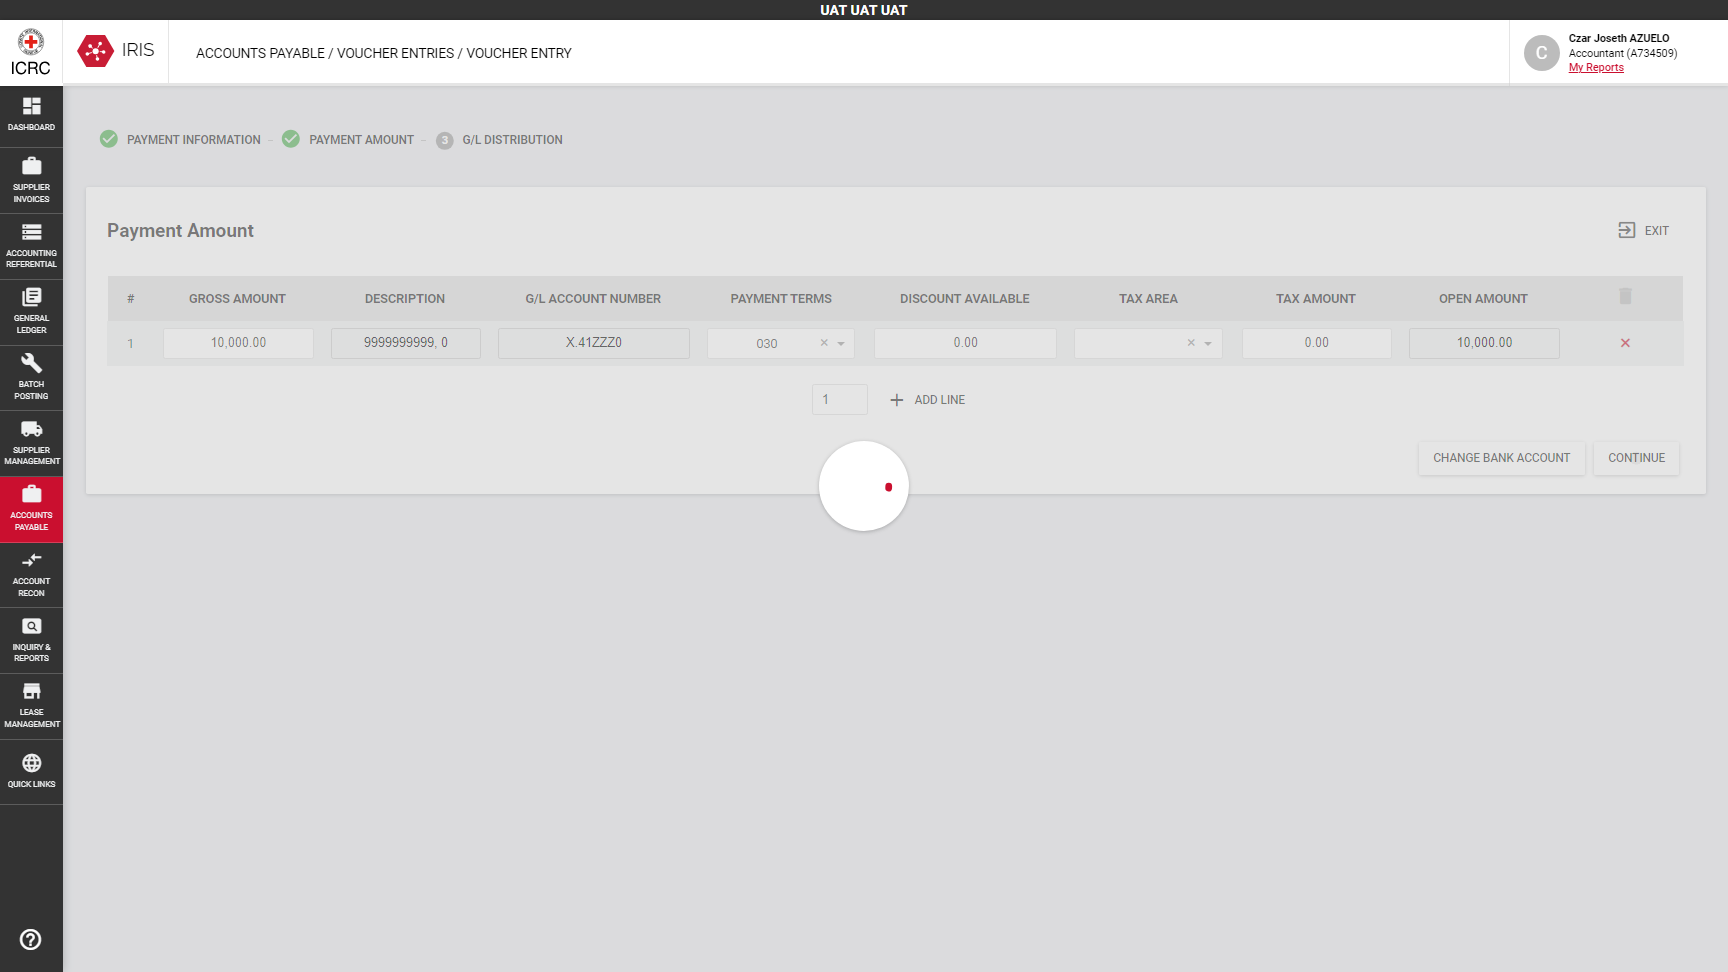 UAT UAT UAT
ICRC
IRIS
ACCOUNTS PAYABLE / VOUCHER ENTRIES / VOUCHER ENTRY
C
Czar Joseth AZUELO
Accountant (A734509)
My Reports
DASHBOARD
SUPPLIER
INVOICES
ACCOUNTING
REFERENTIAL
GENERAL
LEDGER
BATCH
POSTING
SUPPLIER
MANAGEMENT
ACCOUNTS
PAYABLE
ACCOUNT
RECON
INQUIRY &
REPORTS
LEASE
MANAGEMENT
QUICK LINKS
PAYMENT INFORMATION - PAYMENT AMOUNT - 3 G/L DISTRIBUTION
Payment Amount
EXIT
# GROSS AMOUNT DESCRIPTION G/L ACCOUNT NUMBER PAYMENT TERMS DISCOUNT AVAILABLE TAX AREA TAX AMOUNT OPEN AMOUNT
1 10,000.00 9999999999, 0 X.41ZZZ0 030 0.00 0.00 10,000.00
1 ADD LINE
CHANGE BANK ACCOUNT CONTINUE